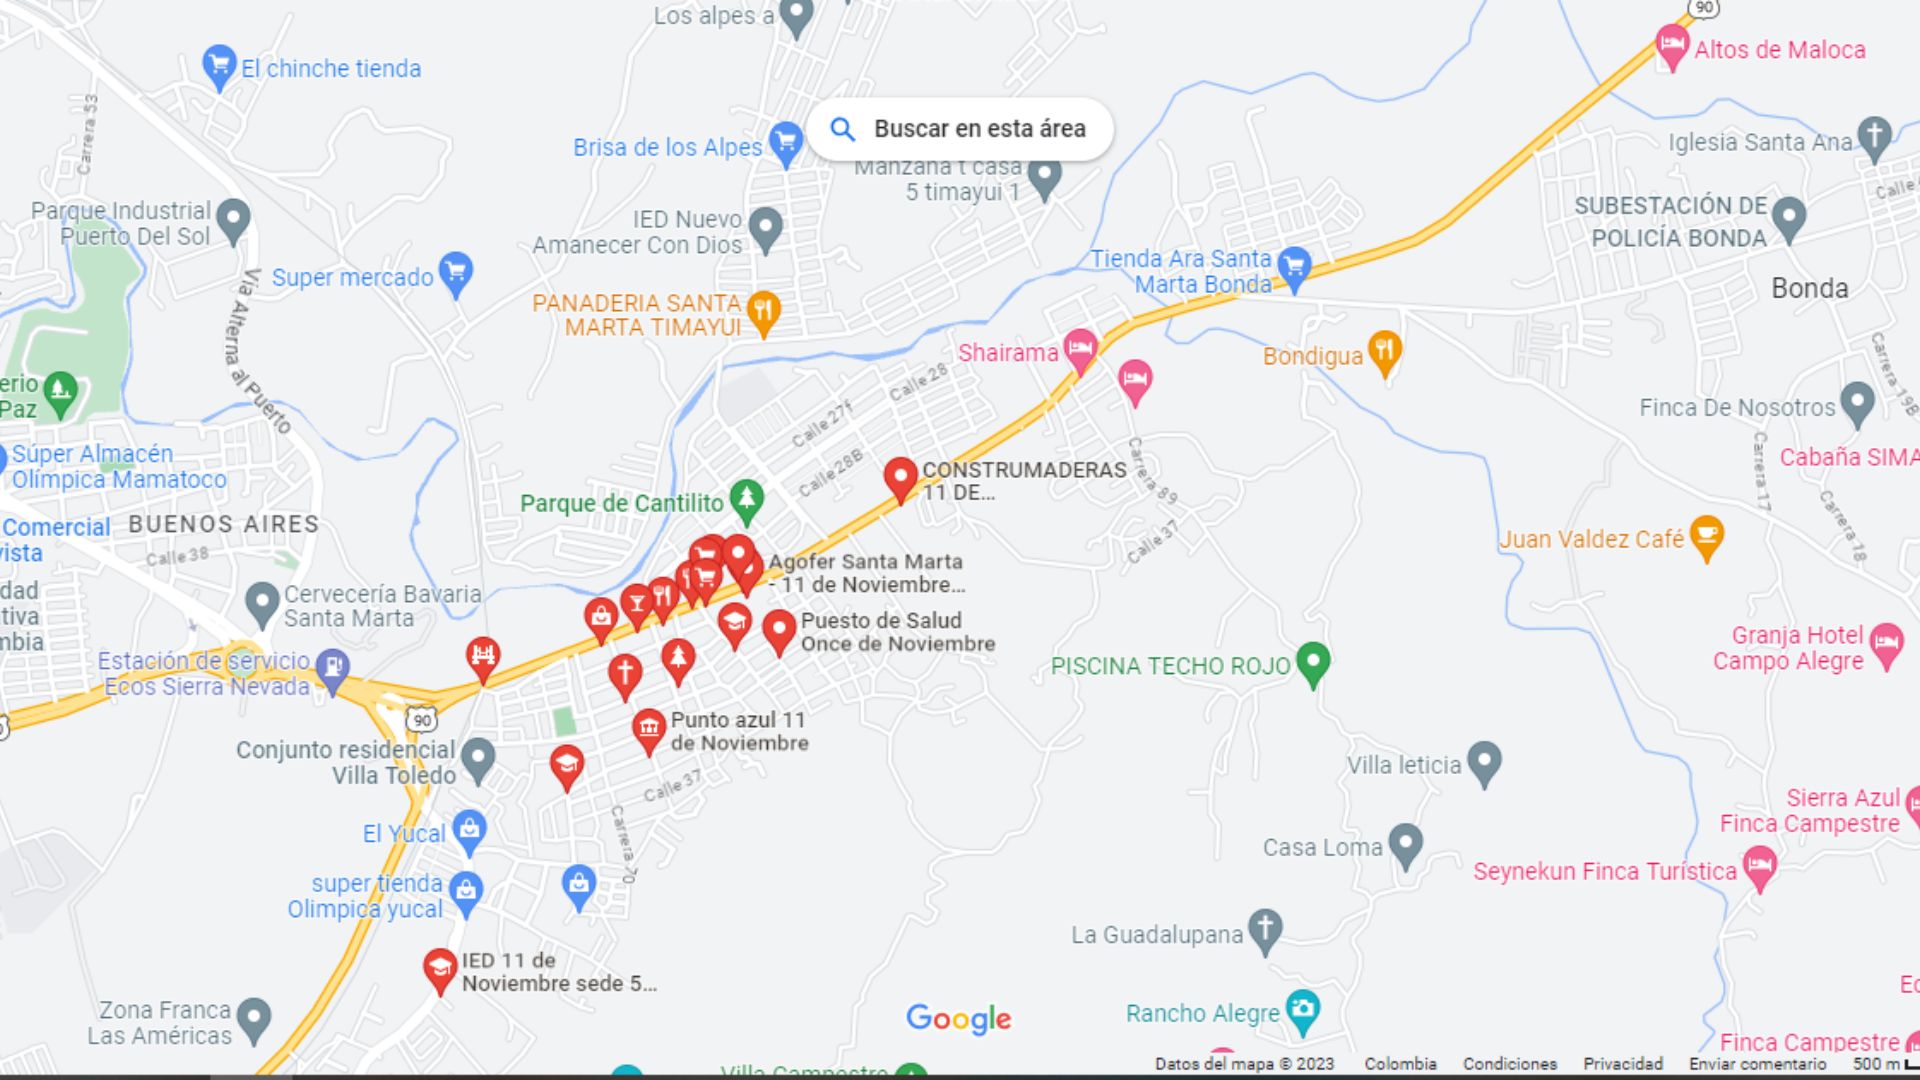 90
Los alpes a
Altos de Maloca
El chinche tienda
Carrera 53
Buscar en esta área
Brisa de los Alpes
Iglesia Santa Ana
Manzana t casa
5 timayui 1
Calle
Parque Industrial
Puerto Del Sol
IED Nuevo
Amanecer Con Dios
SUBESTACIÓN DE
POLICÍA BONDA
Tienda Ara Santa
Marta Bonda
Super mercado
Bonda
Vía Alterna al Puerto
PANADERIA SANTA
MARTA TIMAYUI
Shairama
Bondigua
Calle 28
Carrera 19B
erio
Paz
Calle 27f
Finca De Nosotros
Súper Almacén
Olímpica Mamatoco
Calle 28B
CONSTRUMADERAS
11 DE...
Carrera 89
Carrera 17
Cabaña SIMA
Parque de Cantilito
Comercial
vista
BUENOS AIRES
Calle 38
Calle 37
Juan Valdez Café
Carrera 18
Agofer Santa Marta
- 11 de Noviembre...
dad
tiva
mbia
Cervecería Bavaria
Santa Marta
Puesto de Salud
Once de Noviembre
Estación de servicio
Ecos Sierra Nevada
PISCINA TECHO ROJO
Granja Hotel
Campo Alegre
90
Punto azul 11
de Noviembre
Conjunto residencial
Villa Toledo
Calle 37
Villa leticia
Sierra Azul
Finca Campestre
El Yucal
Carrera 70
Casa Loma
Seynekun Finca Turística
super tienda
Olimpica yucal
La Guadalupana
IED 11 de
Noviembre sede 5...
Zona Franca
Las Américas
Google
Rancho Alegre
Finca Campestre
Villa Campestre
Datos del mapa © 2023 Colombia Condiciones Privacidad Enviar comentario 500 m